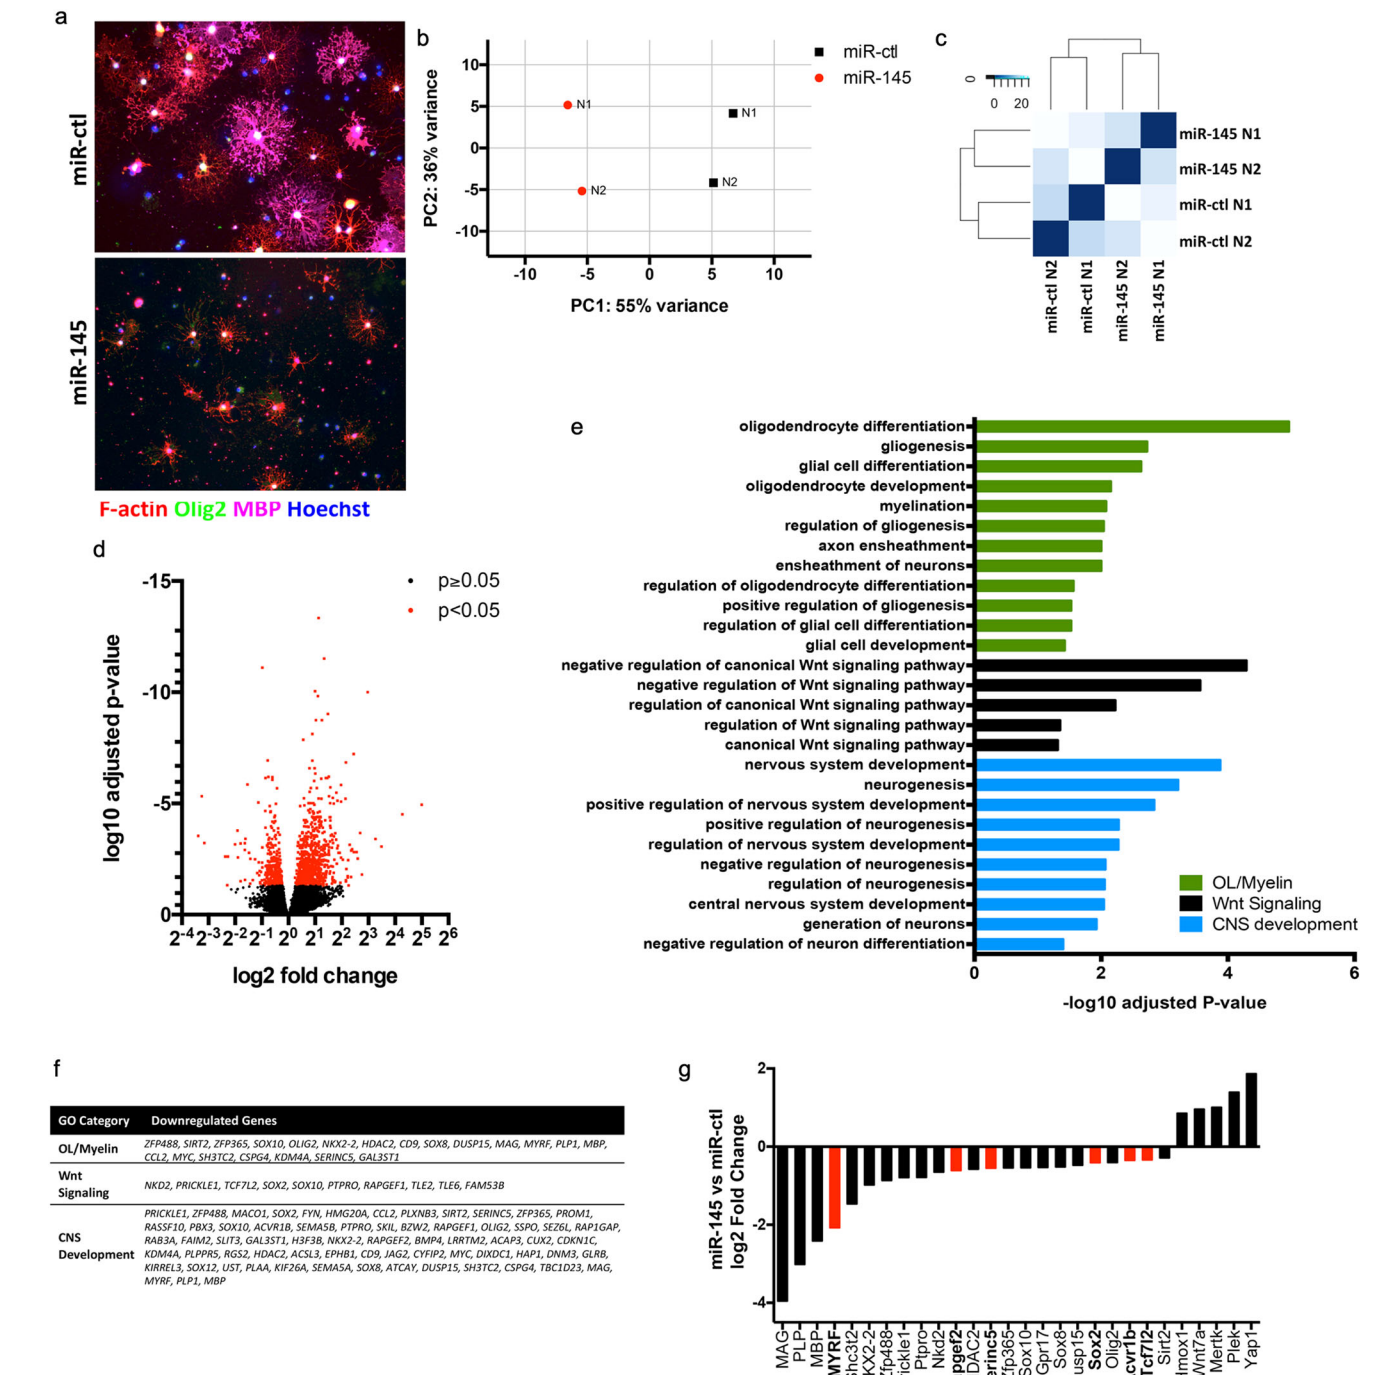 a
miR-ctl
miR-145
F-actin Olig2 MBP Hoechst
b
miR-ctl
miR-145
PC2: 36% variance
10
5
0
-5
-10
N1
N2
N1
N2
-10 -5 0 5 10
PC1: 55% variance
c
0
0 20
miR-145 N1
miR-145 N2
miR-ctl N1
miR-ctl N2
miR-ctl N2
miR-ctl N1
miR-145 N2
miR-145 N1
d
p≥0.05
p<0.05
log10 adjusted p-value
-15
-10
-5
0
2-4 2-3 2-2 2-1 20 21 22 23 24 25 26
log2 fold change
e
oligodendrocyte differentiation
gliogenesis
glial cell differentiation
oligodendrocyte development
myelination
regulation of gliogenesis
axon ensheathment
ensheathment of neurons
regulation of oligodendrocyte differentiation
positive regulation of gliogenesis
regulation of glial cell differentiation
glial cell development
negative regulation of canonical Wnt signaling pathway
negative regulation of Wnt signaling pathway
regulation of canonical Wnt signaling pathway
regulation of Wnt signaling pathway
canonical Wnt signaling pathway
nervous system development
neurogenesis
positive regulation of nervous system development
positive regulation of neurogenesis
regulation of nervous system development
negative regulation of neurogenesis
regulation of neurogenesis
central nervous system development
generation of neurons
negative regulation of neuron differentiation
OL/Myelin
Wnt Signaling
CNS development
0 2 4 6
-log10 adjusted P-value
f
GO Category Downregulated Genes
OL/Myelin
ZFP488, SIRT2, ZFP365, SOX10, OLIG2, NKX2-2, HDAC2, CD9, SOX8, DUSP15, MAG, MYRF, PLP1, MBP,
CCL2, MYC, SH3TC2, CSPG4, KDM4A, SERINC5, GAL3ST1
Wnt
Signaling
NKD2, PRICKLE1, TCF7L2, SOX2, SOX10, PTPRO, RAPGEF1, TLE2, TLE6, FAM53B
CNS
Development
PRICKLE1, ZFP488, MACO1, SOX2, FYN, HMG20A, CCL2, PLXNB3, SIRT2, SERINC5, ZFP365, PROM1,
RASSF10, PBX3, SOX10, ACVR1B, SEMA5B, PTPRO, SKIL, BZW2, RAPGEF1, OLIG2, SSPO, SEZ6L, RAP1GAP,
RAB3A, FAIM2, SLIT3, GAL3ST1, H3F3B, NKX2-2, RAPGEF2, BMP4, LRRTM2, ACAP3, CUX2, CDKN1C,
KDM4A, PLPPR5, RGS2, HDAC2, ACSL3, EPHB1, CD9, JAG2, CYFIP2, MYC, DIXDC1, HAP1, DNM3, GLRB,
KIRREL3, SOX12, UST, PLAA, KIF26A, SEMA5A, SOX8, ATCAY, DUSP15, SH3TC2, CSPG4, TBC1D23, MAG,
MYRF, PLP1, MBP
g
miR-145 vs miR-ctl
log2 Fold Change
2
0
-2
-4
MAG
PLP
MBP
MYRF
Shc3t2
KX2-2
Zfp488
rickle1
Ptpro
Nkd2
pgef2
DAC2
erinc5
Zfp365
Sox10
Gpr17
Sox8
usp15
Sox2
Olig2
cvr1b
Tcf7l2
Sirt2
Hmox1
Wnt7a
Mertk
Plek
Yap1